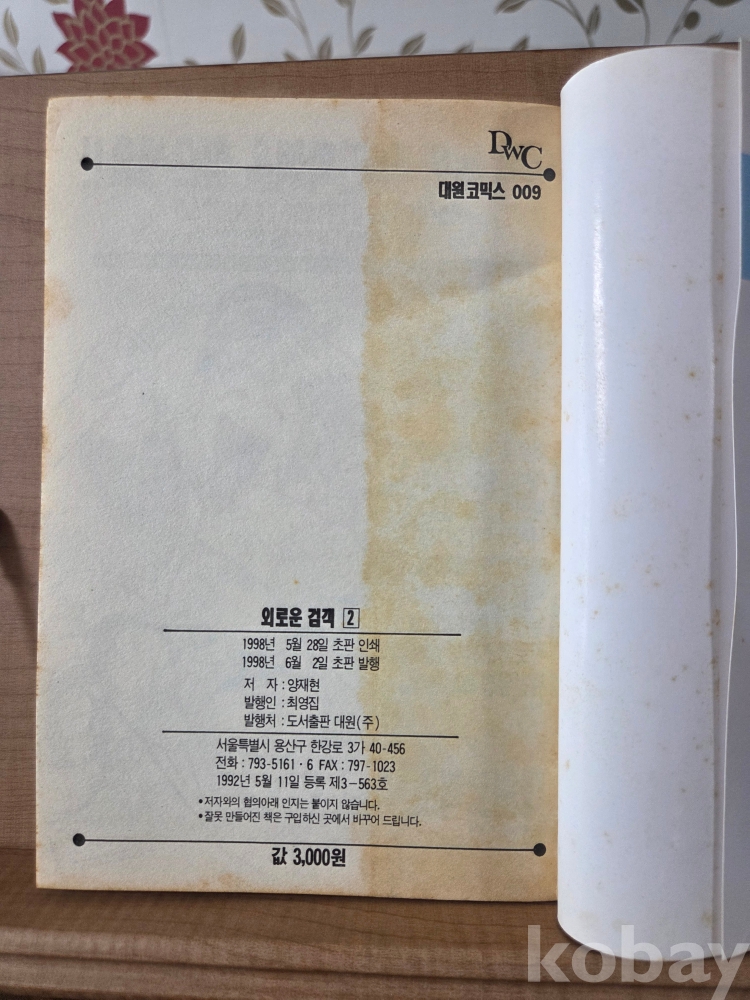 DWC
대원코믹스 009
외로운 검객 2
1998년 5월 28일 초판 인쇄
1998년 6월 2일 초판 발행
저 자 : 양재현
발행인 : 최영집
발행처 : 도서출판 대원(주)
서울특별시 용산구 한강로 3가 40-456
전화 : 793-5161 · 6 FAX : 797-1023
1992년 5월 11일 등록 제3-563호
• 저자와의 협의아래 인지는 붙이지 않습니다.
• 잘못 만들어진 책은 구입하신 곳에서 바꾸어 드립니다.
값 3,000원
kobay